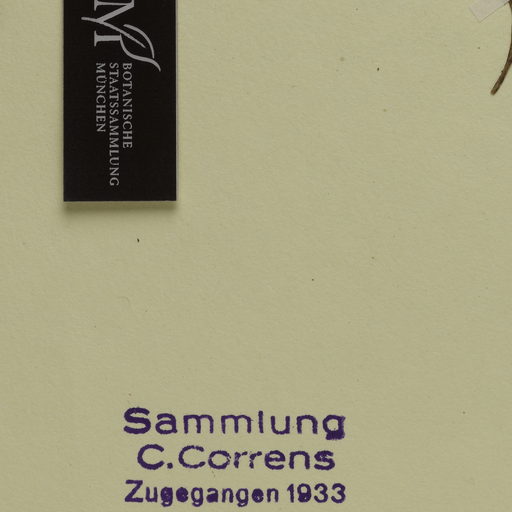 M
BOTANISCHE
STAATSSAMMLUNG
MÜNCHEN
Sammlung
C.Correns
Zugegangen 1933